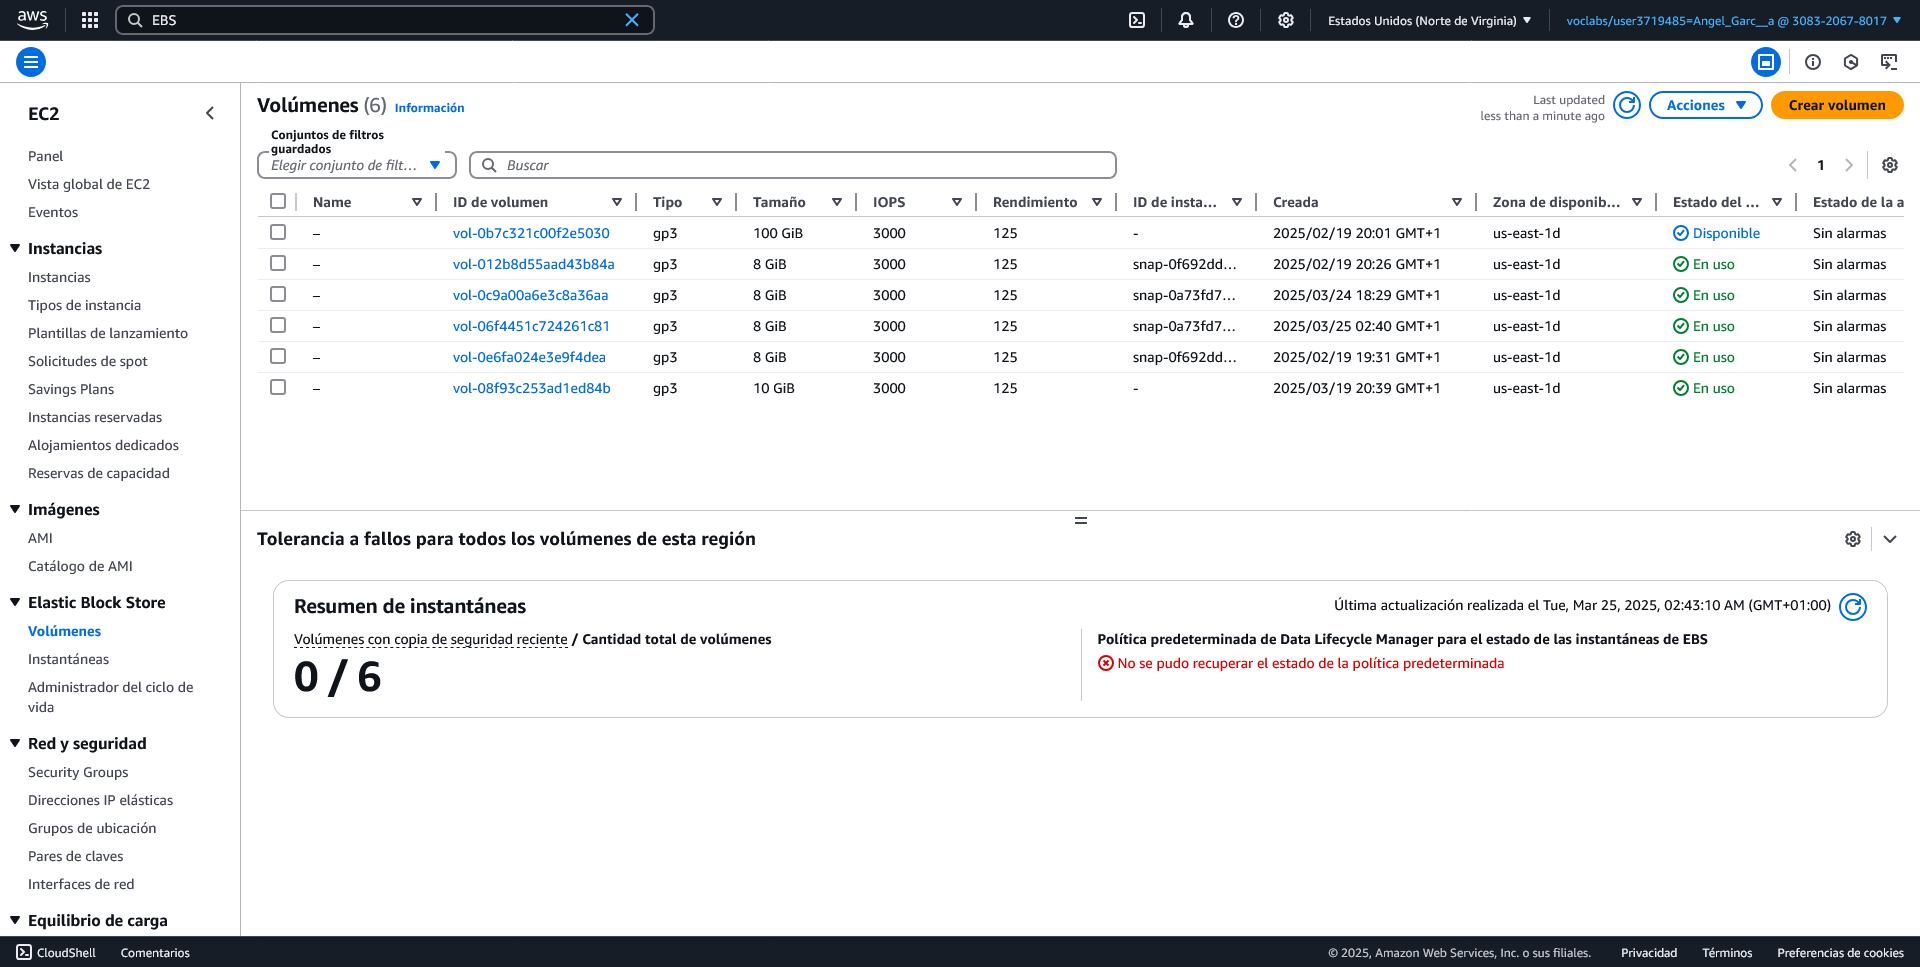 aws
EBS
Estados Unidos (Norte de Virginia)
voclabs/user3719485=Angel_Garc__a @ 3083-2067-8017
EC2
Panel
Vista global de EC2
Eventos
Instancias
Instancias
Tipos de instancia
Plantillas de lanzamiento
Solicitudes de spot
Savings Plans
Instancias reservadas
Alojamientos dedicados
Reservas de capacidad
Imágenes
AMI
Catálogo de AMI
Elastic Block Store
Volúmenes
Instantáneas
Administrador del ciclo de
vida
Red y seguridad
Security Groups
Direcciones IP elásticas
Grupos de ubicación
Pares de claves
Interfaces de red
Equilibrio de carga
Volúmenes (6) Información
Last updated
less than a minute ago
Acciones
Crear volumen
Conjuntos de filtros
guardados
Elegir conjunto de filt...
Buscar
1
Name ID de volumen Tipo Tamaño IOPS Rendimiento ID de insta... Creada Zona de disponib... Estado del ... Estado de la a
– vol-0b7c321c00f2e5030 gp3 100 GiB 3000 125 - 2025/02/19 20:01 GMT+1 us-east-1d Disponible Sin alarmas
– vol-012b8d55aad43b84a gp3 8 GiB 3000 125 snap-0f692dd... 2025/02/19 20:26 GMT+1 us-east-1d En uso Sin alarmas
– vol-0c9a00a6e3c8a36aa gp3 8 GiB 3000 125 snap-0a73fd7... 2025/03/24 18:29 GMT+1 us-east-1d En uso Sin alarmas
– vol-06f4451c724261c81 gp3 8 GiB 3000 125 snap-0a73fd7... 2025/03/25 02:40 GMT+1 us-east-1d En uso Sin alarmas
– vol-0e6fa024e3e9f4dea gp3 8 GiB 3000 125 snap-0f692dd... 2025/02/19 19:31 GMT+1 us-east-1d En uso Sin alarmas
– vol-08f93c253ad1ed84b gp3 10 GiB 3000 125 - 2025/03/19 20:39 GMT+1 us-east-1d En uso Sin alarmas
Tolerancia a fallos para todos los volúmenes de esta región
Resumen de instantáneas
Última actualización realizada el Tue, Mar 25, 2025, 02:43:10 AM (GMT+01:00)
Volúmenes con copia de seguridad reciente / Cantidad total de volúmenes
0 / 6
Política predeterminada de Data Lifecycle Manager para el estado de las instantáneas de EBS
No se pudo recuperar el estado de la política predeterminada
CloudShell
Comentarios
© 2025, Amazon Web Services, Inc. o sus filiales.
Privacidad
Términos
Preferencias de cookies